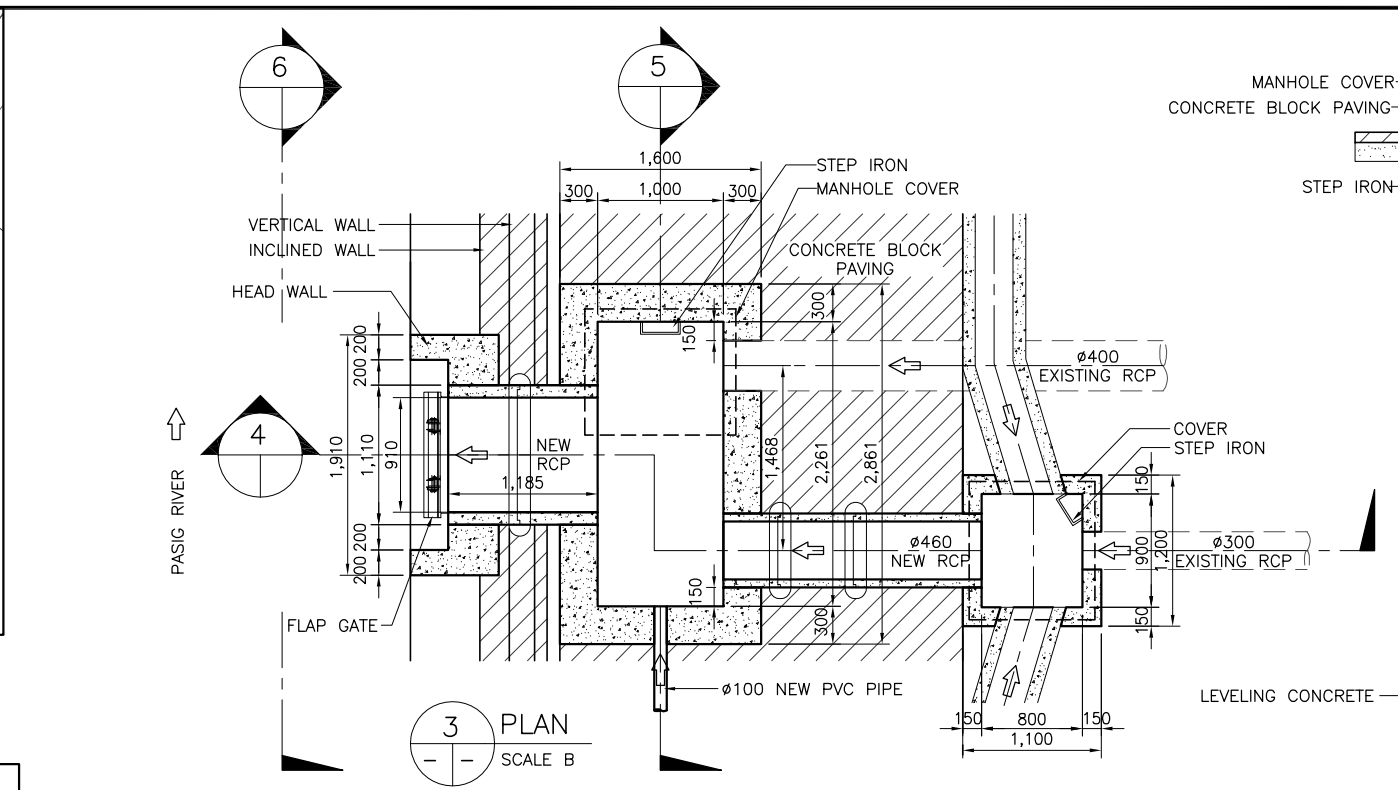 6
5
MANHOLE COVER
CONCRETE BLOCK PAVING
STEP IRON
1,600
300
1,000
300
STEP IRON
MANHOLE COVER
VERTICAL WALL
INCLINED WALL
HEAD WALL
CONCRETE BLOCK
PAVING
300
150
ø400
EXISTING RCP
200
200
1,910
1,110
910
200
200
4
PASIG RIVER
NEW
RCP
1,185
1,468
2,261
2,861
COVER
STEP IRON
150
900
1,200
150
ø460
NEW RCP
ø300
EXISTING RCP
150
300
FLAP GATE
ø100 NEW PVC PIPE
LEVELING CONCRETE
150
800
150
1,100
3
PLAN
SCALE B
- -